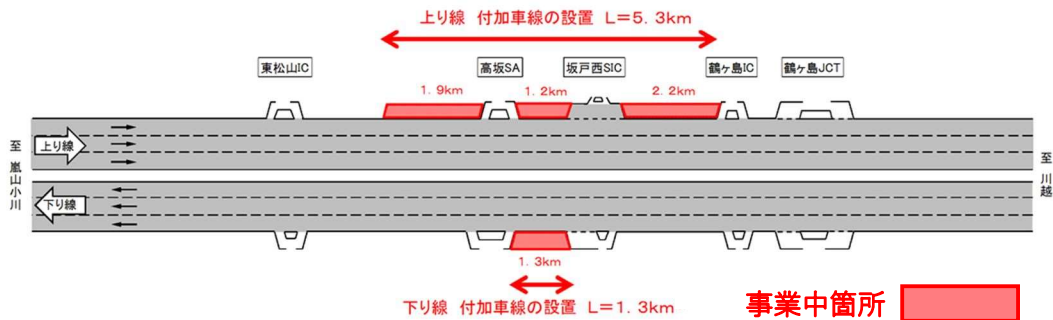 上り線 付加車線の設置 L=5.3km
東松山IC
高坂SA
坂戸西SIC
鶴ヶ島IC
鶴ヶ島JCT
1.9km
1.2km
2.2km
至 嵐山小川
上り線
至 川越
下り線
1.3km
下り線 付加車線の設置 L=1.3km
事業中箇所